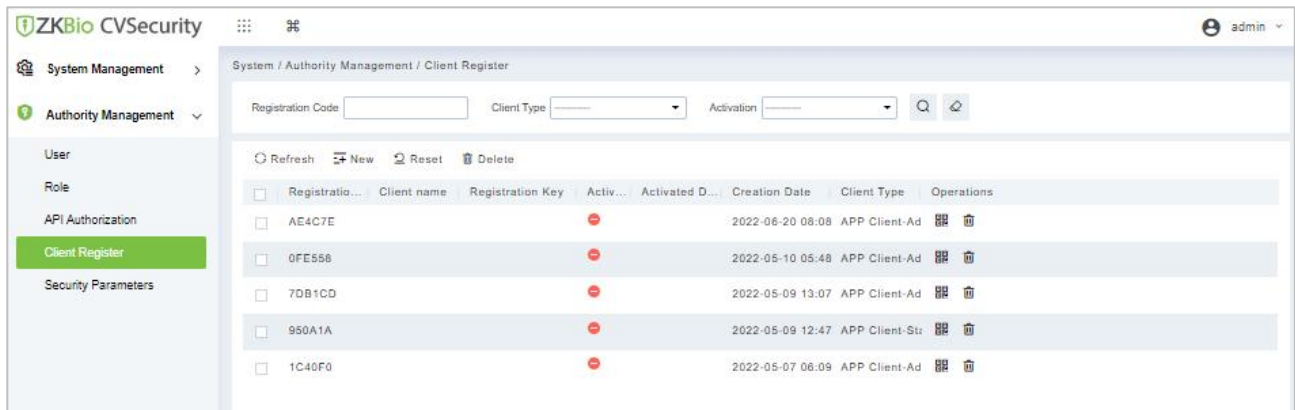 ZKBio CVSecurity
admin
System Management
System / Authority Management / Client Register
Registration Code Client Type ---------- Activation ----------
Authority Management
User
Role
API Authorization
Client Register
Security Parameters
Refresh New Reset Delete
Registratio... Client name Registration Key Activ... Activated D... Creation Date Client Type Operations
AE4C7E 2022-06-20 08:08 APP Client-Ad
0FE558 2022-05-10 05:48 APP Client-Ad
7DB1CD 2022-05-09 13:07 APP Client-Ad
950A1A 2022-05-09 12:47 APP Client-Sta
1C40F0 2022-05-07 06:09 APP Client-Ad